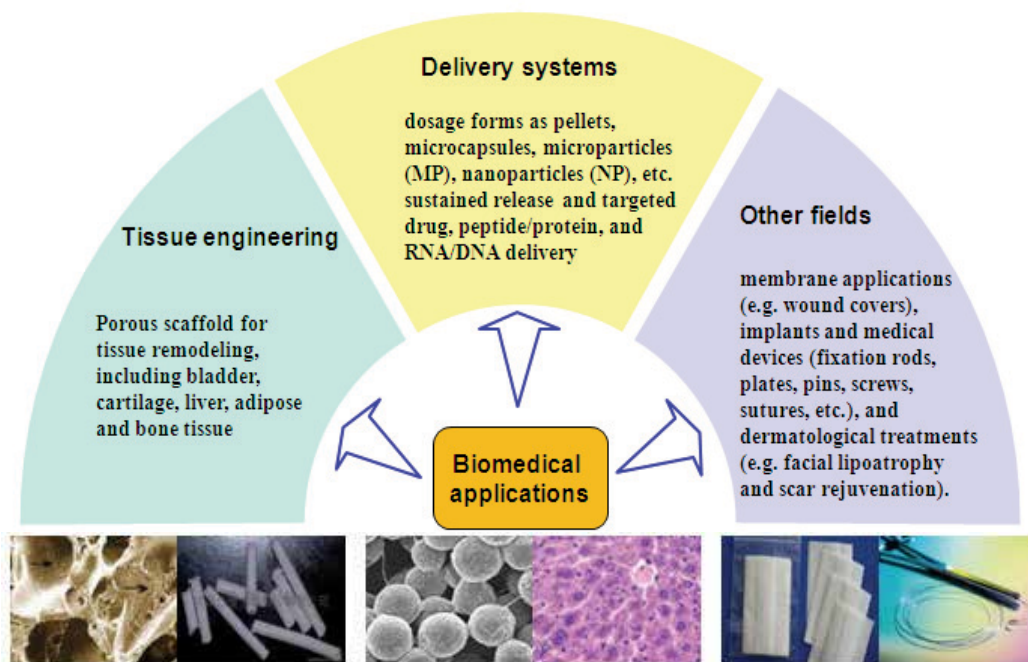 Delivery systems
dosage forms as pellets,
microcapsules, microparticles
(MP), nanoparticles (NP), etc.
sustained release and targeted
drug, peptide/protein, and
RNA/DNA delivery
Tissue engineering
Porous scaffold for
tissue remodeling,
including bladder,
cartilage, liver, adipose
and bone tissue
Other fields
membrane applications
(e.g. wound covers),
implants and medical
devices (fixation rods,
plates, pins, screws,
sutures, etc.), and
dermatological treatments
(e.g. facial lipoatrophy
and scar rejuvenation).
Biomedical
applications